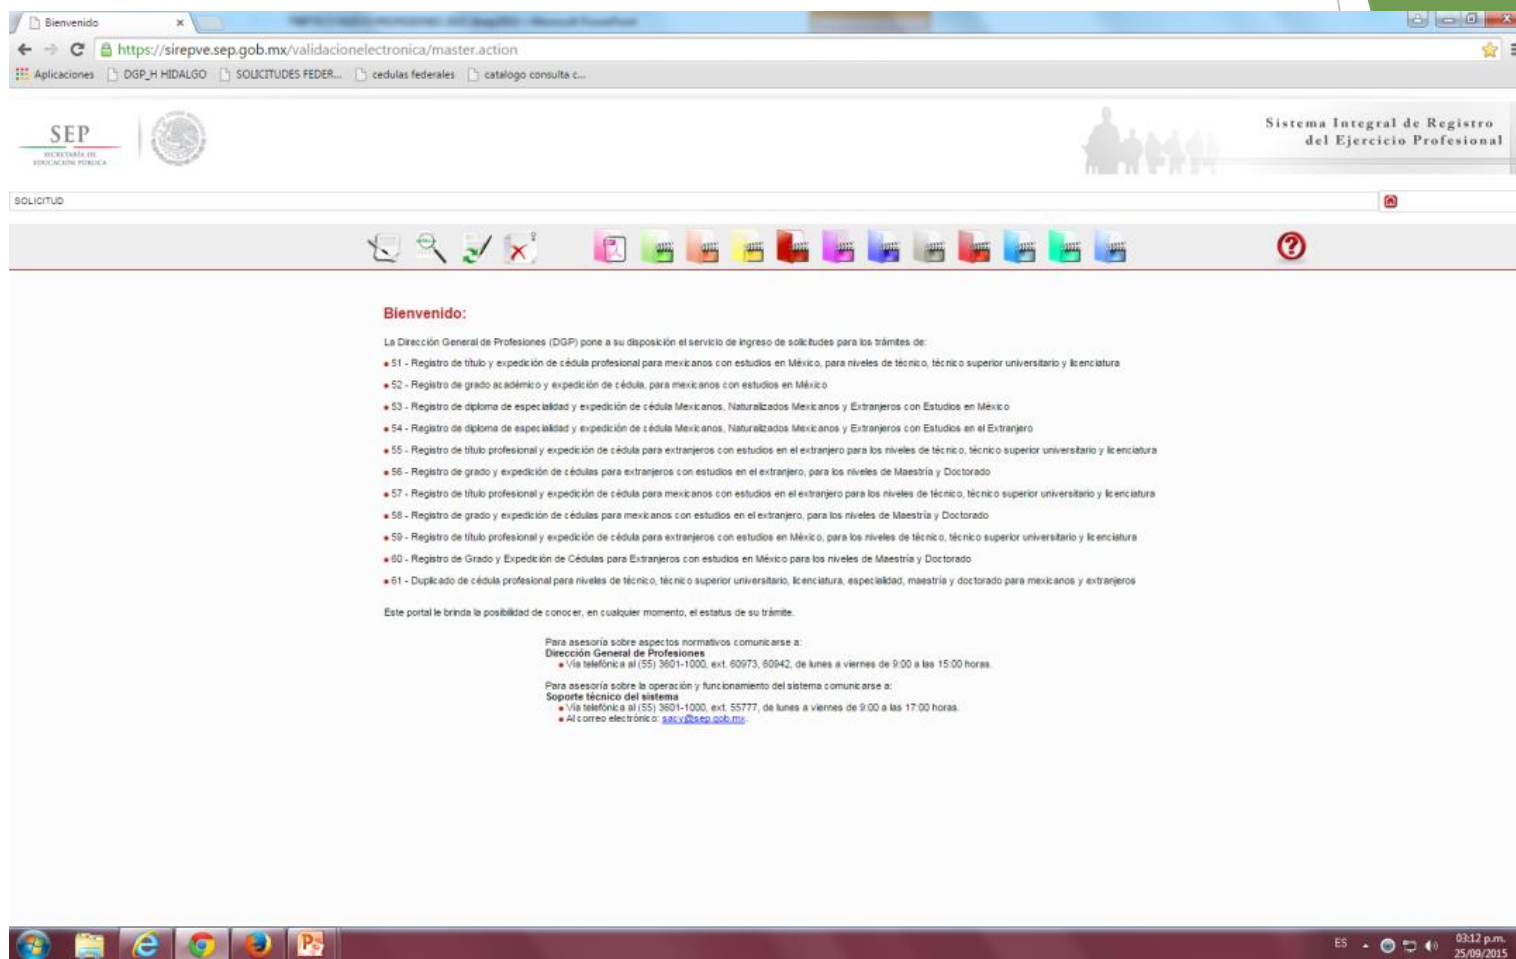 Bienvenido
https://sirepve.sep.gob.mx/validacionelectronica/master.action
Aplicaciones DGP_H HIDALGO SOLICITUDES FEDER... cedulas federales catalogo consulta c...
SEP
SECRETARÍA DE
EDUCACIÓN PÚBLICA
Sistema Integral de Registro
del Ejercicio Profesional
SOLICITUD
Bienvenido:
La Dirección General de Profesiones (DGP) pone a su disposición el servicio de ingreso de solicitudes para los trámites de:
51 - Registro de título y expedición de cédula profesional para mexicanos con estudios en México, para niveles de técnico, técnico superior universitario y licenciatura
52 - Registro de grado académico y expedición de cédula, para mexicanos con estudios en México
53 - Registro de diploma de especialidad y expedición de cédula Mexicanos, Naturalizados Mexicanos y Extranjeros con Estudios en México
54 - Registro de diploma de especialidad y expedición de cédula Mexicanos, Naturalizados Mexicanos y Extranjeros con Estudios en el Extranjero
55 - Registro de título profesional y expedición de cédula para extranjeros con estudios en el extranjero para los niveles de técnico, técnico superior universitario y licenciatura
56 - Registro de grado y expedición de cédulas para extranjeros con estudios en el extranjero, para los niveles de Maestría y Doctorado
57 - Registro de título profesional y expedición de cédula para mexicanos con estudios en el extranjero para los niveles de técnico, técnico superior universitario y licenciatura
58 - Registro de grado y expedición de cédulas para mexicanos con estudios en el extranjero, para los niveles de Maestría y Doctorado
59 - Registro de título profesional y expedición de cédula para extranjeros con estudios en México, para los niveles de técnico, técnico superior universitario y licenciatura
60 - Registro de Grado y Expedición de Cédulas para Extranjeros con estudios en México para los niveles de Maestría y Doctorado
61 - Duplicado de cédula profesional para niveles de técnico, técnico superior universitario, licenciatura, especialidad, maestría y doctorado para mexicanos y extranjeros
Este portal le brinda la posibilidad de conocer, en cualquier momento, el estatus de su trámite.
Para asesoría sobre aspectos normativos comunicarse a:
Dirección General de Profesiones
Vía telefónica al (55) 3601-1000, ext. 60973, 60942, de lunes a viernes de 9:00 a las 15:00 horas.
Para asesoría sobre la operación y funcionamiento del sistema comunicarse a:
Soporte técnico del sistema
Vía telefónica al (55) 3601-1000, ext. 55777, de lunes a viernes de 9:00 a las 17:00 horas.
Al correo electrónico: sacv@sep.gob.mx.
ES
03:12 p.m.
25/09/2015